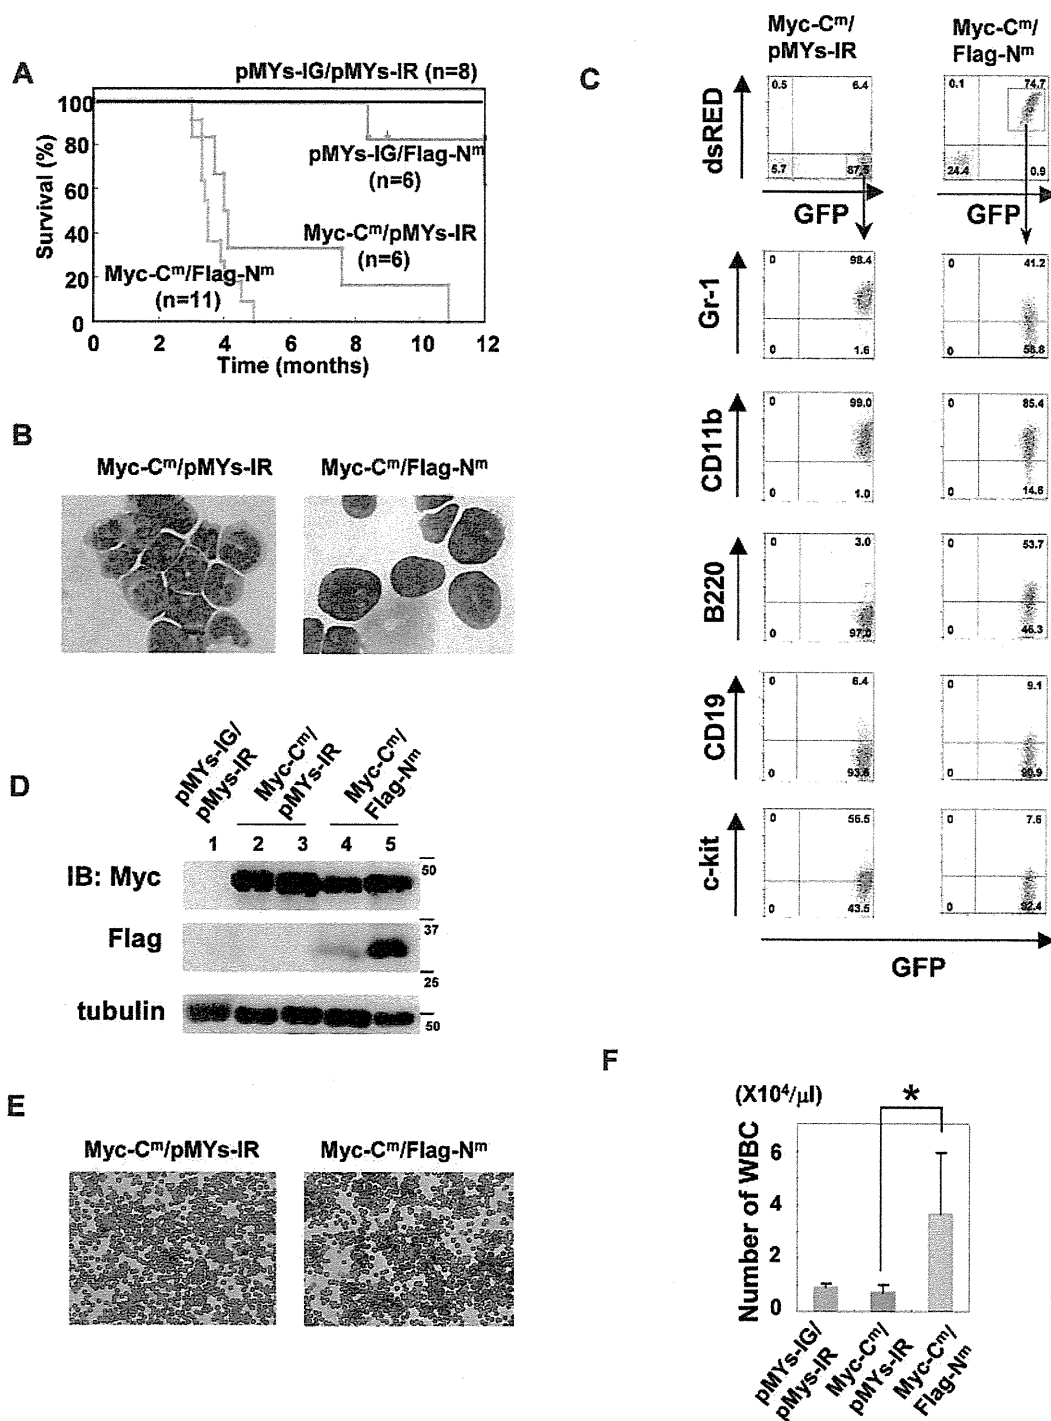 A
pMYs-IG/pMYs-IR (n=8)
100
80
60
40
20
0
Survival (%)
pMYs-IG/Flag-Nᵐ
(n=6)
Myc-Cᵐ/pMYs-IR
(n=6)
Myc-Cᵐ/Flag-Nᵐ
(n=11)
0 2 4 6 8 10 12
Time (months)
B
Myc-Cᵐ/pMYs-IR
Myc-Cᵐ/Flag-Nᵐ
C
Myc-Cᵐ/
pMYs-IR
Myc-Cᵐ/
Flag-Nᵐ
dsRED
0.5 6.4
5.7
0.1 74.7
24.4 0.9
GFP
GFP
Gr-1
0 98.4
0 1.6
0 41.2
0 58.8
CD11b
0 99.0
0 1.0
0 85.4
0 14.6
B220
0 3.0
0 97.0
0 53.7
0 46.3
CD19
0 6.4
0 93.6
0 9.1
0 90.9
c-kit
0 56.5
0 43.5
0 7.6
0 92.4
GFP
D
pMYs-IG/
pMys-IR
Myc-Cᵐ/
pMYs-IR
Myc-Cᵐ/
Flag-Nᵐ
1 2 3 4 5
IB: Myc
50
Flag
37
25
tubulin
50
E
Myc-Cᵐ/pMYs-IR
Myc-Cᵐ/Flag-Nᵐ
F
(X10⁴/μl)
*
Number of WBC
6
4
2
0
pMYs-IG/
pMys-IR
Myc-Cᵐ/
pMYs-IR
Myc-Cᵐ/
Flag-Nᵐ